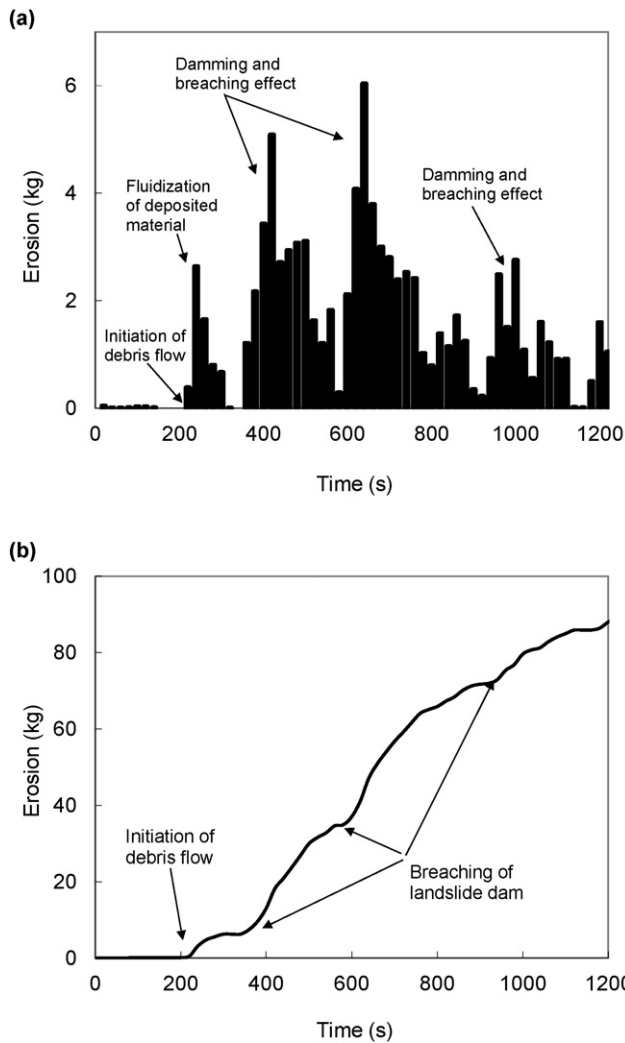 (a)
Damming and
breaching effect
Damming and
breaching effect
Fluidization
of deposited
material
Initiation of
debris flow
Erosion (kg)
6
4
2
0
0 200 400 600 800 1000 1200
Time (s)
(b)
100
80
60
40
20
0
Erosion (kg)
Initiation of
debris flow
Breaching of
landslide dam
0 200 400 600 800 1000 1200
Time (s)